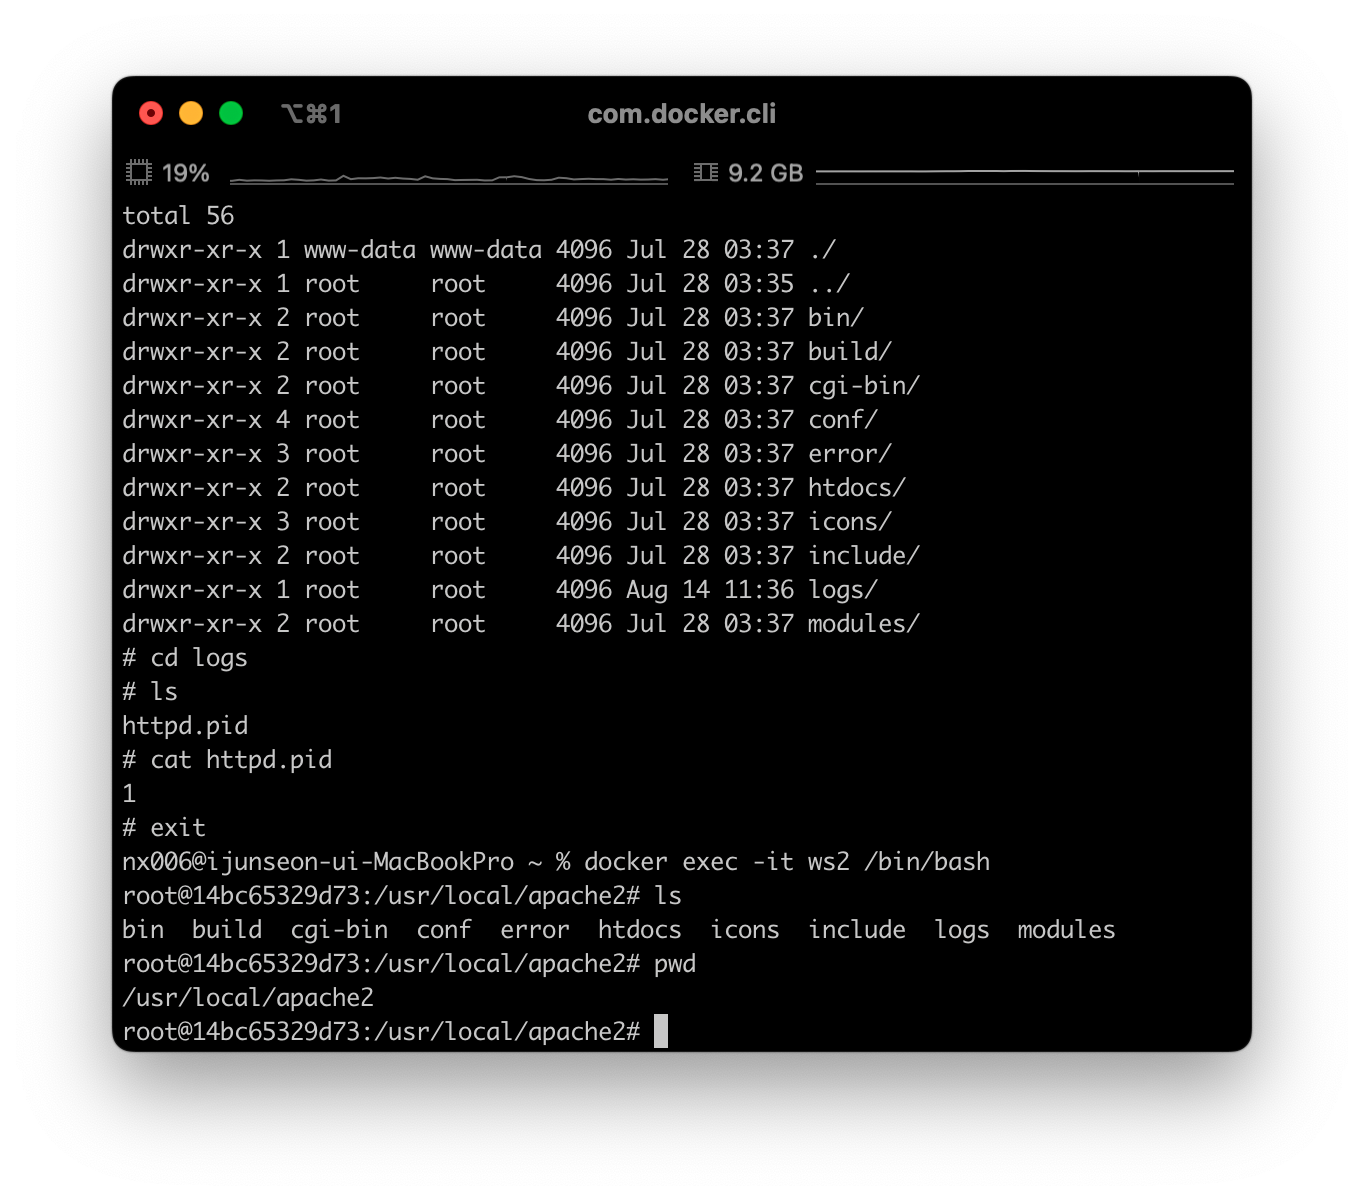 ⌥⌘1 com.docker.cli
19% 9.2 GB
total 56
drwxr-xr-x 1 www-data www-data 4096 Jul 28 03:37 ./
drwxr-xr-x 1 root     root     4096 Jul 28 03:35 ../
drwxr-xr-x 2 root     root     4096 Jul 28 03:37 bin/
drwxr-xr-x 2 root     root     4096 Jul 28 03:37 build/
drwxr-xr-x 2 root     root     4096 Jul 28 03:37 cgi-bin/
drwxr-xr-x 4 root     root     4096 Jul 28 03:37 conf/
drwxr-xr-x 3 root     root     4096 Jul 28 03:37 error/
drwxr-xr-x 2 root     root     4096 Jul 28 03:37 htdocs/
drwxr-xr-x 3 root     root     4096 Jul 28 03:37 icons/
drwxr-xr-x 2 root     root     4096 Jul 28 03:37 include/
drwxr-xr-x 1 root     root     4096 Aug 14 11:36 logs/
drwxr-xr-x 2 root     root     4096 Jul 28 03:37 modules/
# cd logs
# ls
httpd.pid
# cat httpd.pid
1
# exit
nx006@ijunseon-ui-MacBookPro ~ % docker exec -it ws2 /bin/bash
root@14bc65329d73:/usr/local/apache2# ls
bin  build  cgi-bin  conf  error  htdocs  icons  include  logs  modules
root@14bc65329d73:/usr/local/apache2# pwd
/usr/local/apache2
root@14bc65329d73:/usr/local/apache2#